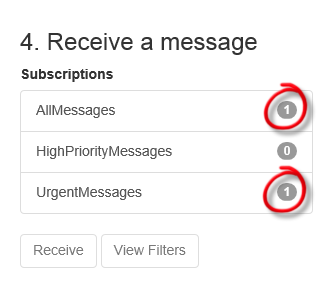 4. Receive a message
Subscriptions
AllMessages 1
HighPriorityMessages 0
UrgentMessages 1
Receive View Filters